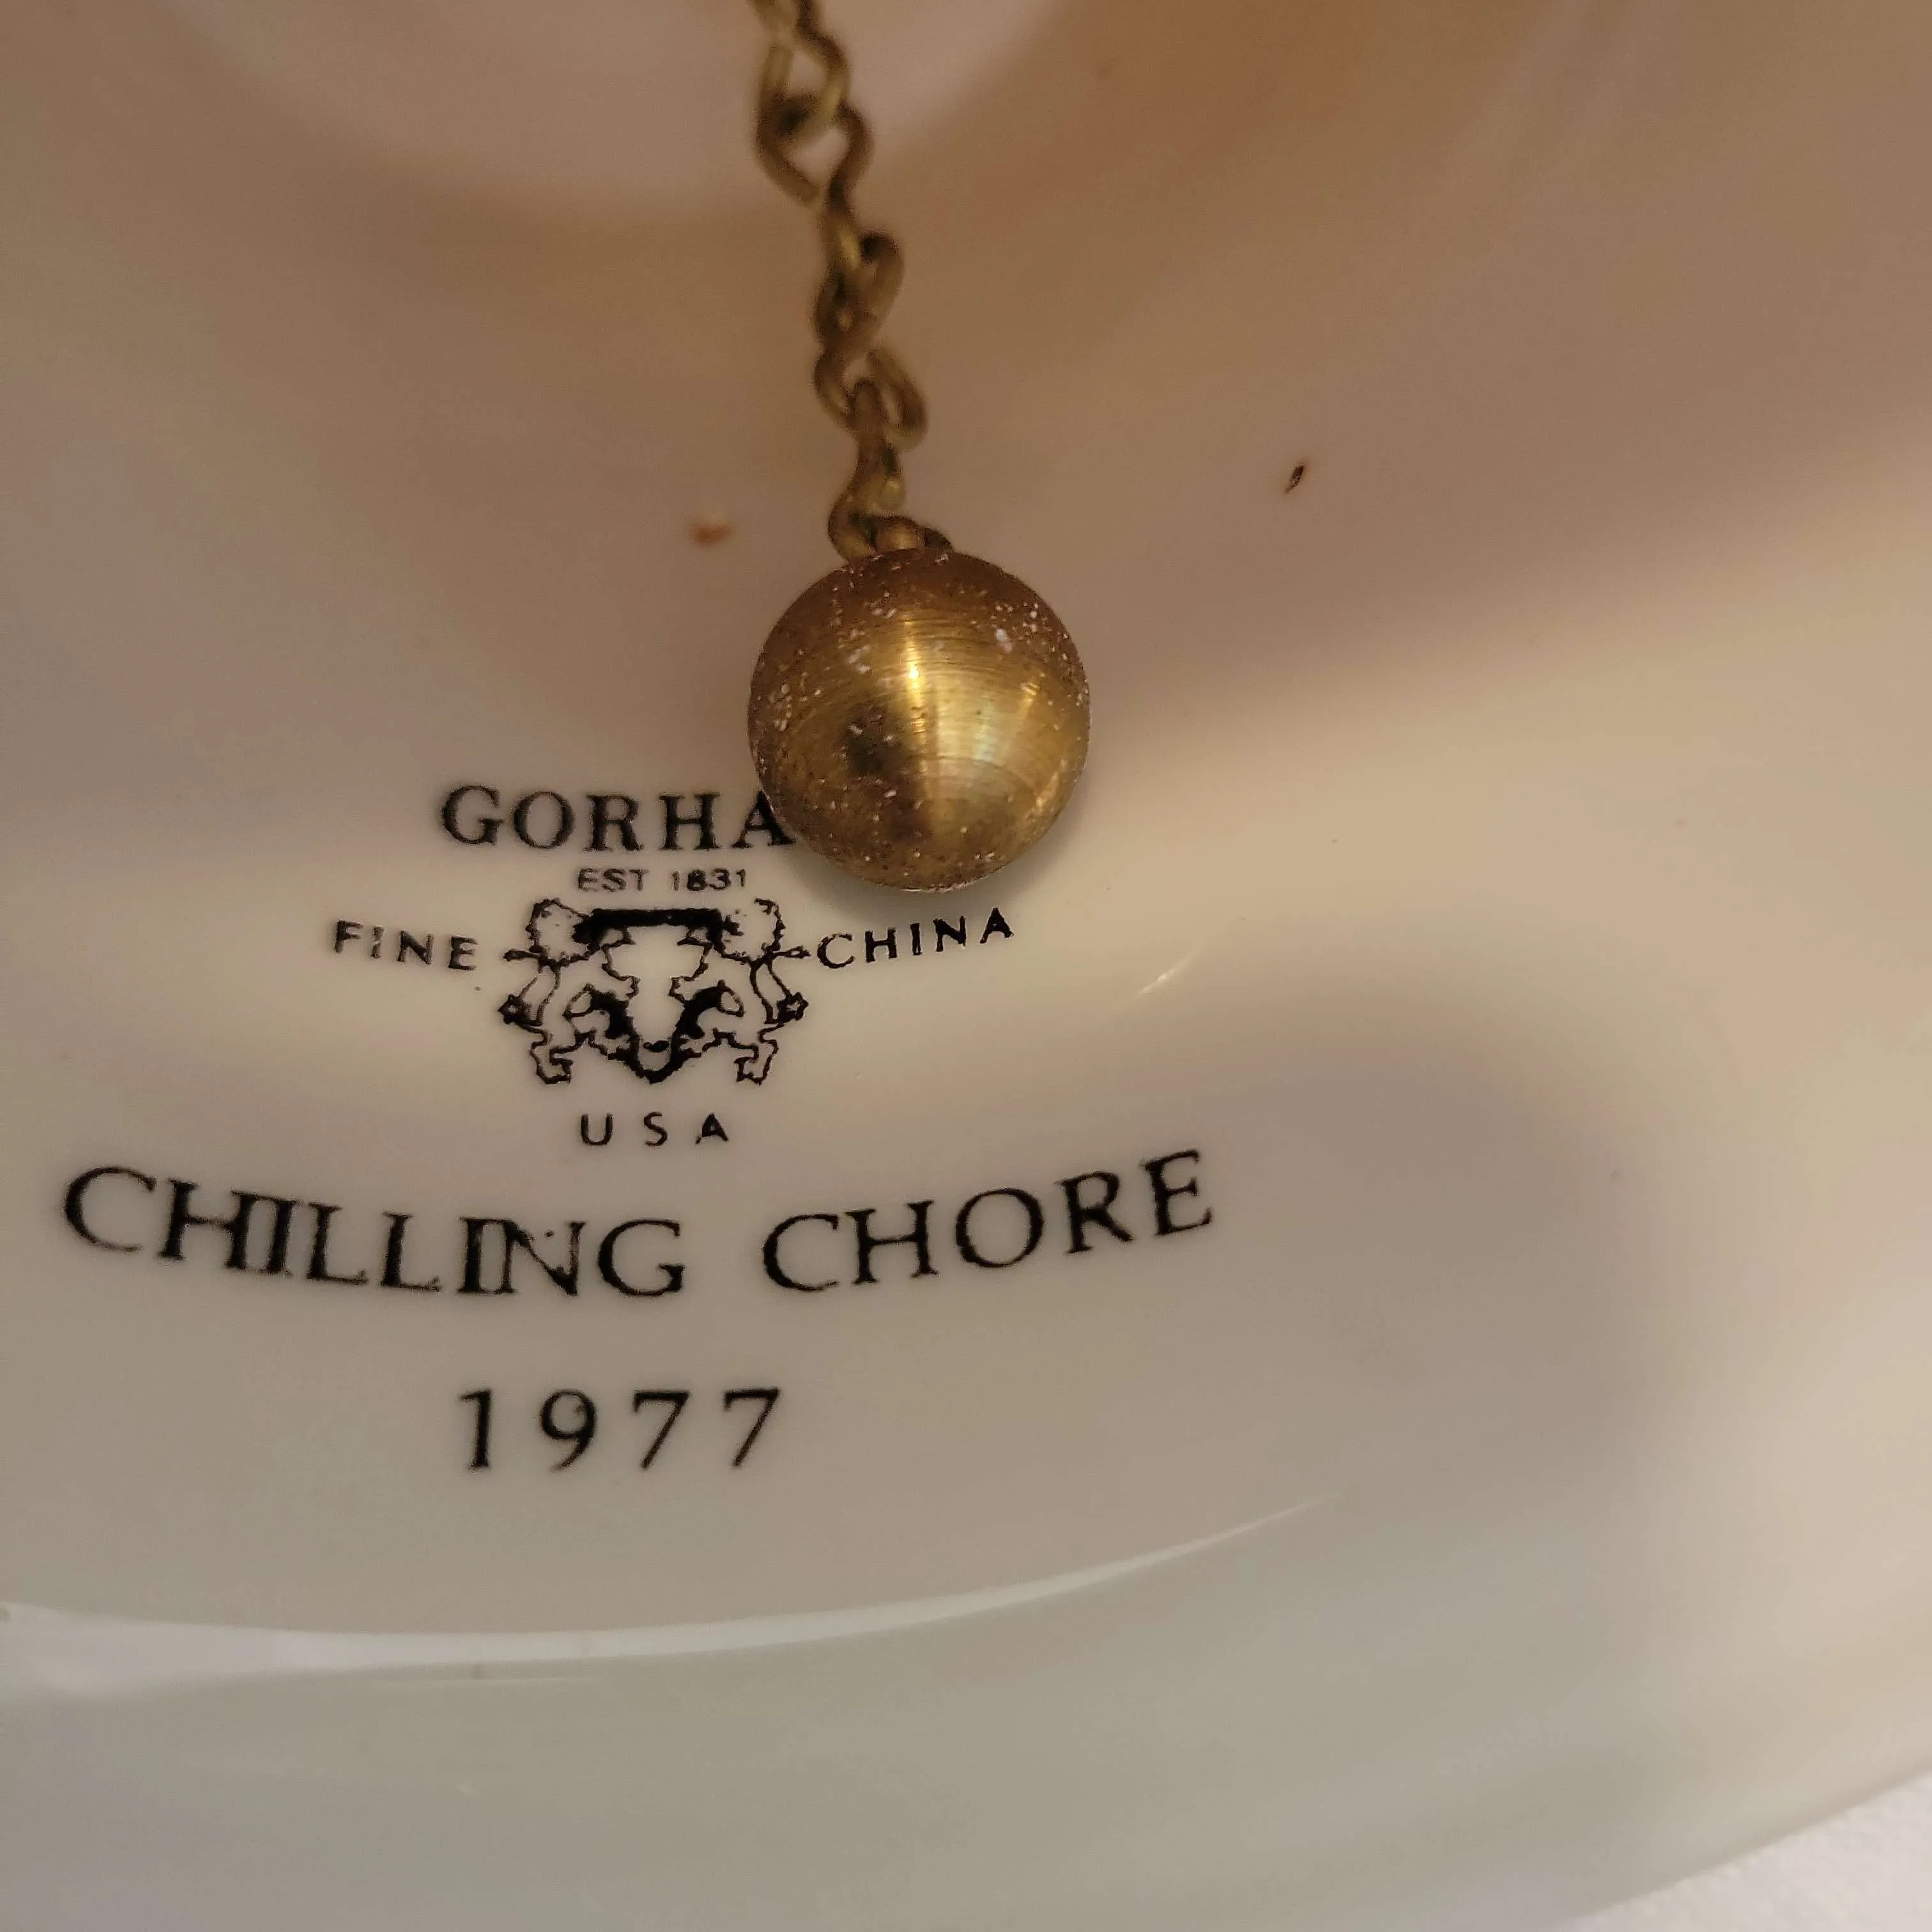 GORHA
EST 1831
FINE CHINA
USA
CHILLING CHORE
1977